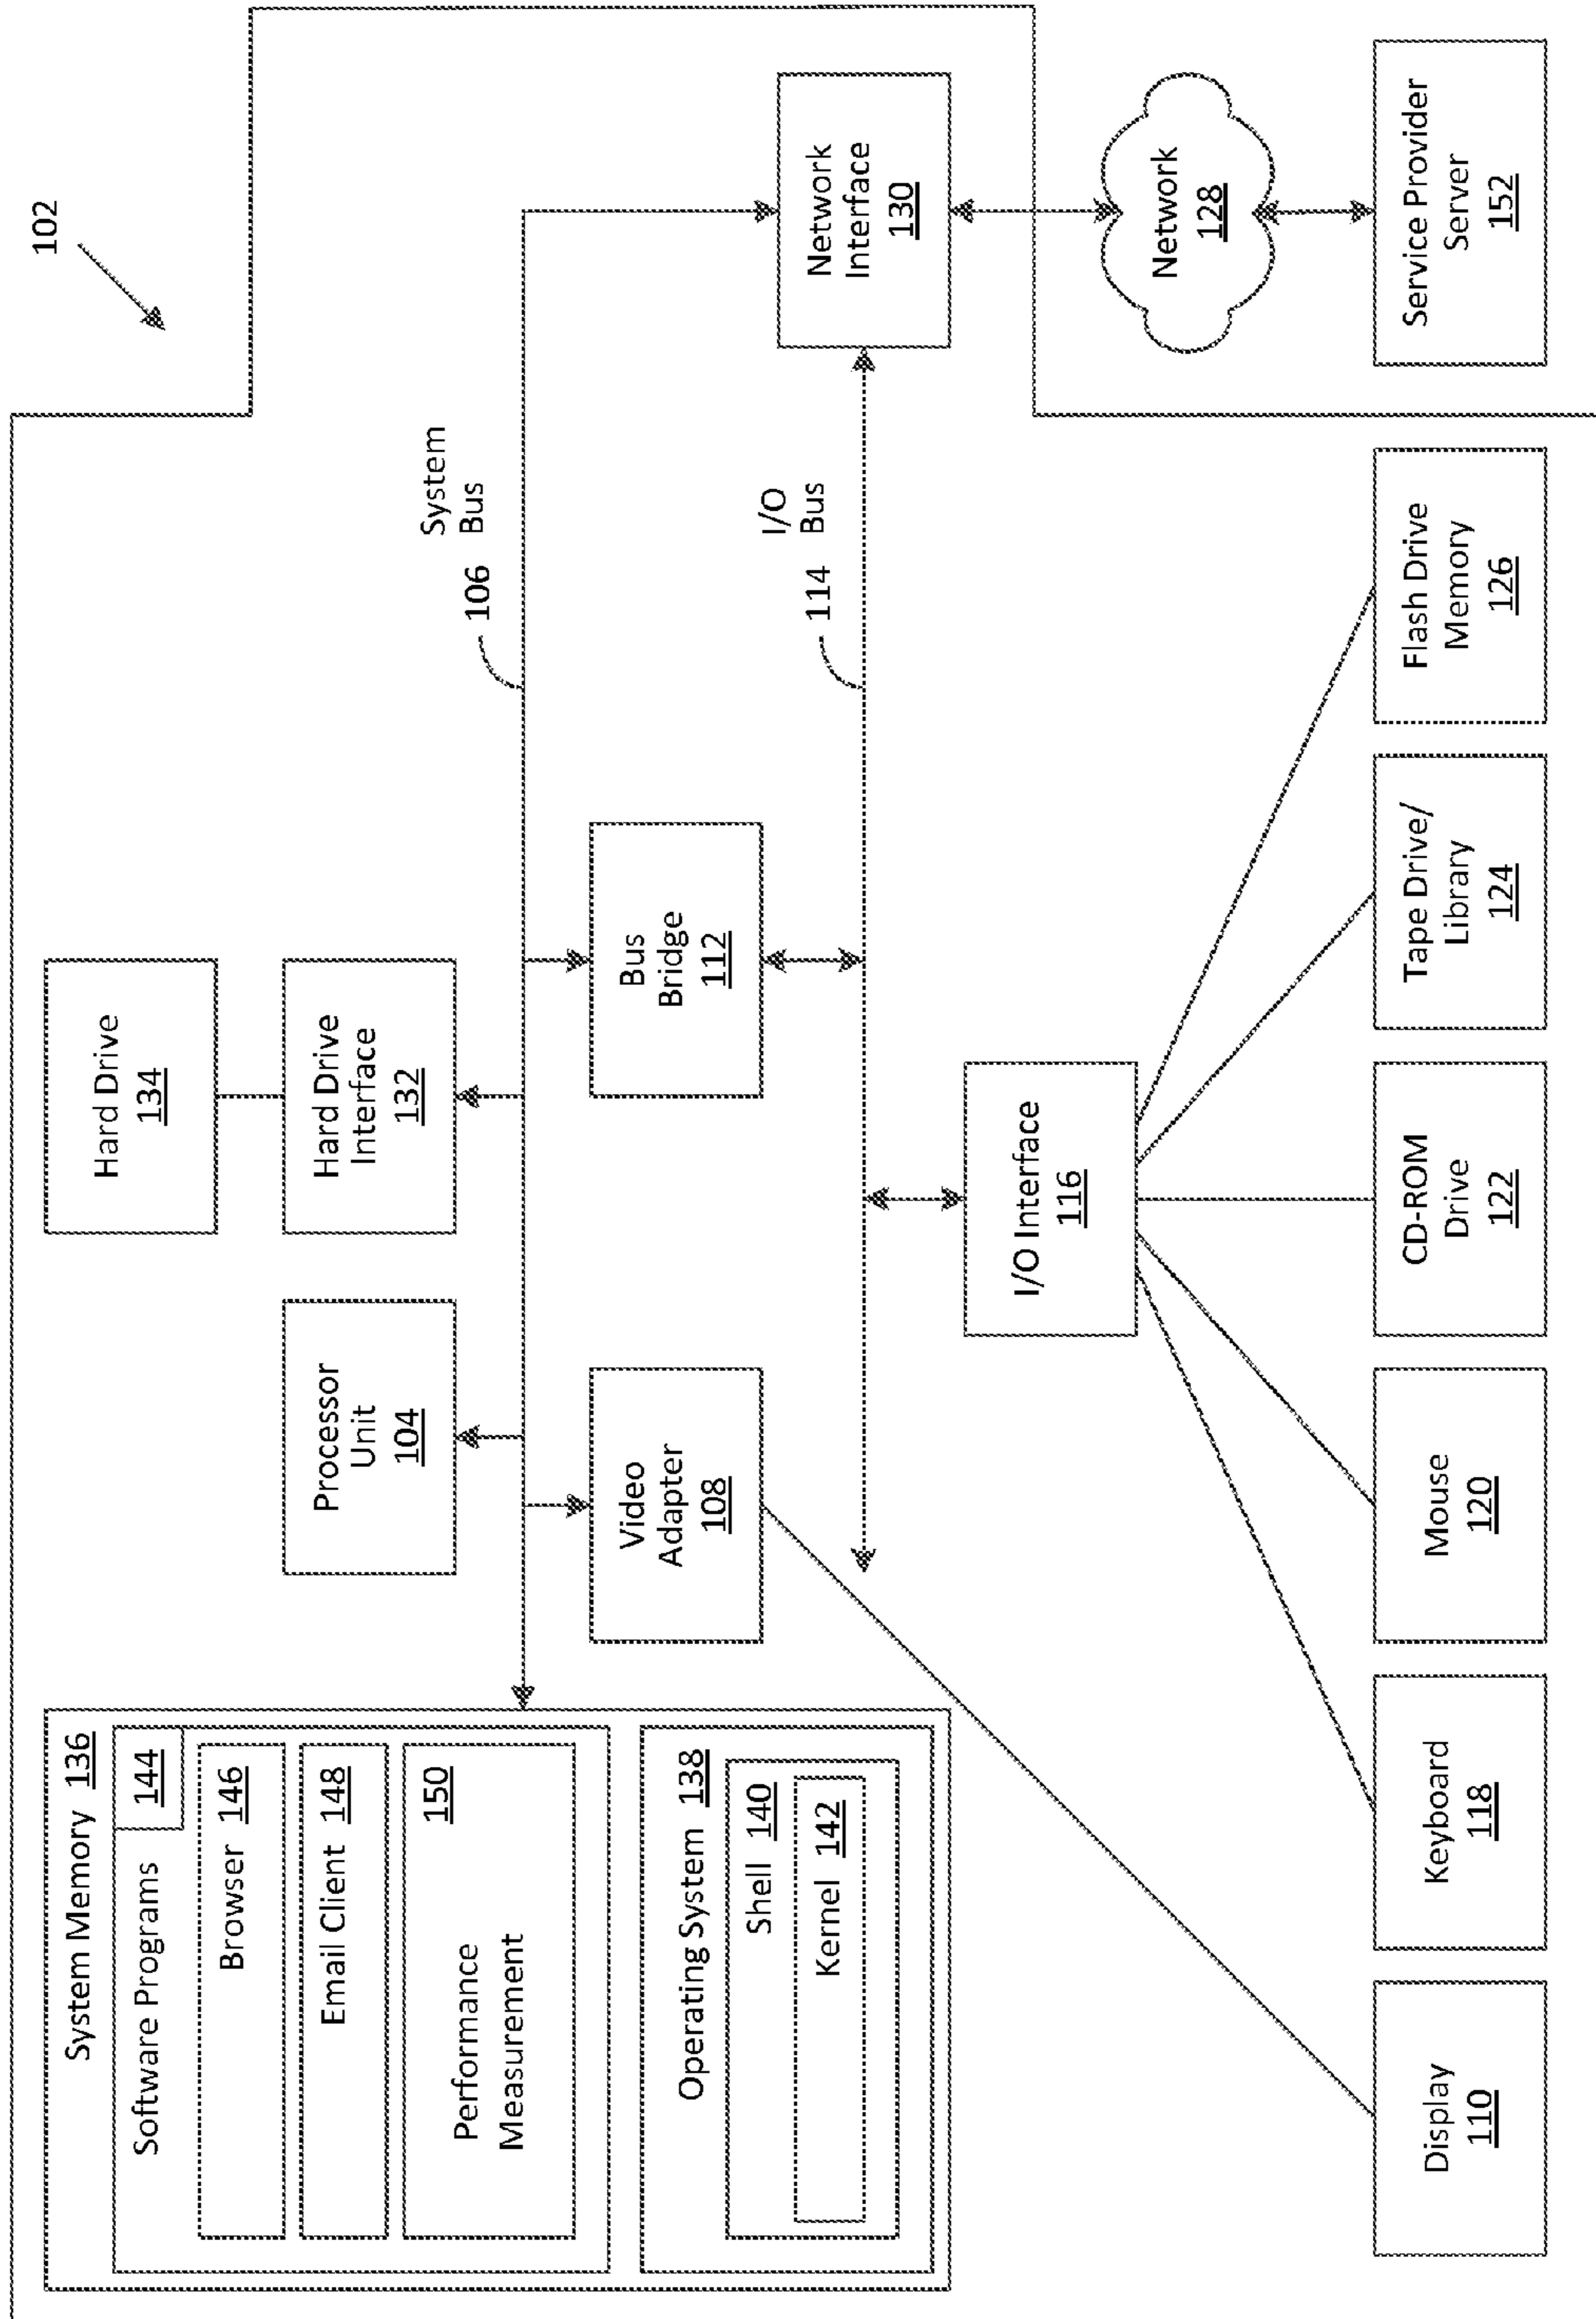 102
System Memory 136
Software Programs
144
Browser 146
Email Client 148
150
Performance
Measurement
Operating System 138
Shell 140
Kernel 142
Hard Drive
134
Processor
Unit
104
Hard Drive
Interface
132
System
Bus
106
Video
Adapter
108
Bus
Bridge
112
I/O
Bus
114
Network
Interface
130
I/O Interface
116
Network
128
Display
110
Keyboard
118
Mouse
120
CD-ROM
Drive
122
Tape Drive/
Library
124
Flash Drive
Memory
126
Service Provider
Server
152